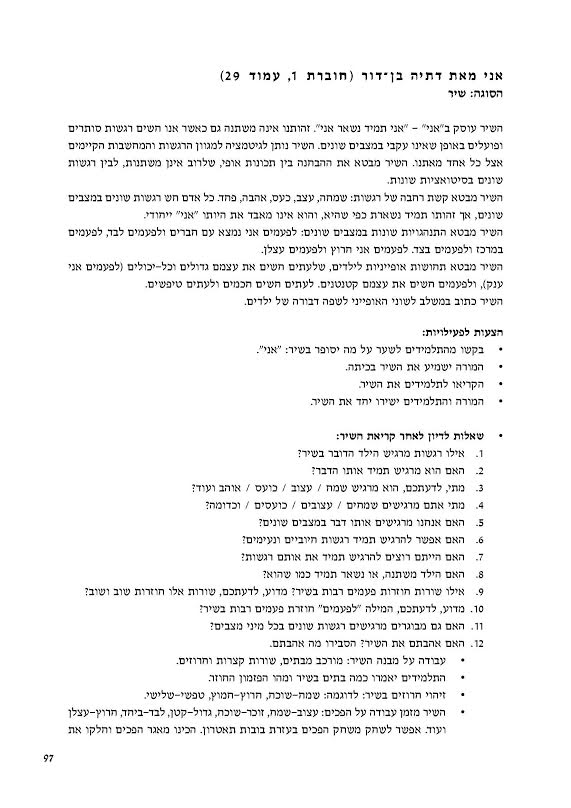 אני מאת דתיה בן־דור (חוברת 1, עמוד 29)
הסוגה: שיר
השיר עוסק ב"אני" – "אני תמיד נשאר אני". זהותנו אינה משתנה גם כאשר אנו חשים רגשות סותרים
ופועלים באופן שאינו עקבי במצבים שונים. השיר נותן לגיטמציה למגוון הרגשות והמחשבות הקיימים
אצל כל אחד מאתנו. השיר מבטא את ההבחנה בין תכונות אופי, שלרוב אינן משתנות, לבין רגשות
שונים בסיטואציות שונות.
השיר מבטא קשת רחבה של רגשות: שמחה, עצב, כעס, אהבה, פחד. כל אדם חש רגשות שונים במצבים
שונים, אך זהותו תמיד נשארת כפי שהיא, והוא אינו מאבד את היותו "אני" ייחודי.
השיר מבטא התנהגויות שונות במצבים שונים: לפעמים אני נמצא עם חברים ולפעמים לבד, לפעמים
במרכז ולפעמים בצד. לפעמים אני חרוץ ולפעמים עצלן.
השיר מבטא תחושות אופייניות לילדים, שלעתים חשים את עצמם גדולים וכל–יכולים (לפעמים אני
ענק), ולפעמים חשים את עצמם קטנטנים. לעתים חשים חכמים ולעתים טיפשים.
השיר כתוב במשלב לשוני האופייני לשפה דבורה של ילדים.
הצעות לפעילויות:
• בקשו מהתלמידים לשער על מה יסופר בשיר: "אני".
• המורה ישמיע את השיר בכיתה.
• הקריאו לתלמידים את השיר.
• המורה והתלמידים ישירו יחד את השיר.
• שאלות לדיון לאחר קריאת השיר:
1. אילו רגשות מרגיש הילד הדובר בשיר?
2. האם הוא מרגיש תמיד אותו הדבר?
3. מתי, לדעתכם, הוא מרגיש שמח / עצוב / כועס / אוהב ועוד?
4. מתי אתם מרגישים שמחים / עצובים / כועסים / וכדומה?
5. האם אנחנו מרגישים אותו דבר במצבים שונים?
6. האם אפשר להרגיש תמיד רגשות חיוביים ונעימים?
7. האם הייתם רוצים להרגיש תמיד את אותם רגשות?
8. האם הילד משתנה, או נשאר תמיד כמו שהוא?
9. אילו שורות חוזרות פעמים רבות בשיר? מדוע, לדעתכם, שורות אלו חוזרות שוב ושוב?
10. מדוע, לדעתכם, המילה "לפעמים" חוזרת פעמים רבות בשיר?
11. האם גם מבוגרים מרגישים רגשות שונים בכל מיני מצבים?
12. האם אהבתם את השיר? הסבירו מה אהבתם.
• עבודה על מבנה השיר: מורכב מבתים, שורות קצרות וחרוזים.
• התלמידים יאמרו כמה בתים בשיר ומהו הפזמון החוזר.
• זיהוי חרוזים בשיר: לדוגמה: שמח–שוכח, חרוץ–חמוץ, טפשי–שלישי.
• השיר מזמן עבודה על הפכים: עצוב–שמח, זוכר–שוכח, גדול–קטן, לבד–ביחד, חרוץ–עצלן
ועוד. אפשר לשחק משחק הפכים בעזרת בובות תאטרון. הכינו מאגר הפכים וחלקו את
97